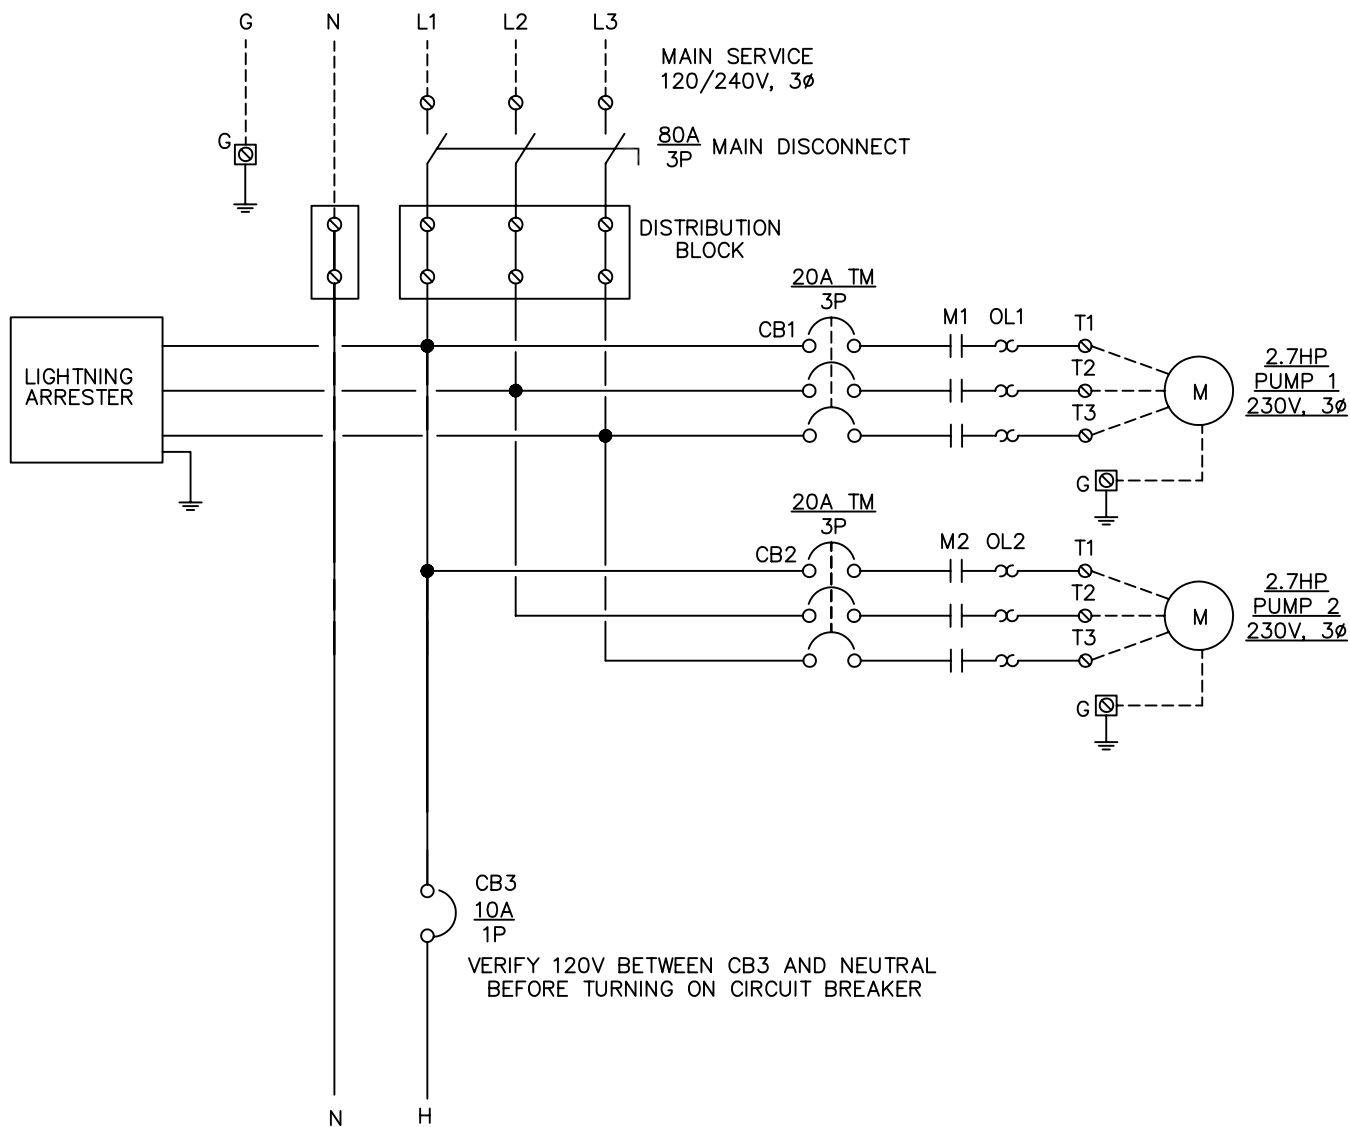 G
N
L1
L2
L3
MAIN SERVICE
120/240V, 3ø
G
80A
3P
MAIN DISCONNECT
DISTRIBUTION
BLOCK
LIGHTNING
ARRESTER
20A TM
3P
CB1
M1
OL1
T1
T2
T3
M
2.7HP
PUMP 1
230V, 3ø
G
20A TM
3P
CB2
M2
OL2
T1
T2
T3
M
2.7HP
PUMP 2
230V, 3ø
G
CB3
10A
1P
VERIFY 120V BETWEEN CB3 AND NEUTRAL
BEFORE TURNING ON CIRCUIT BREAKER
N
H